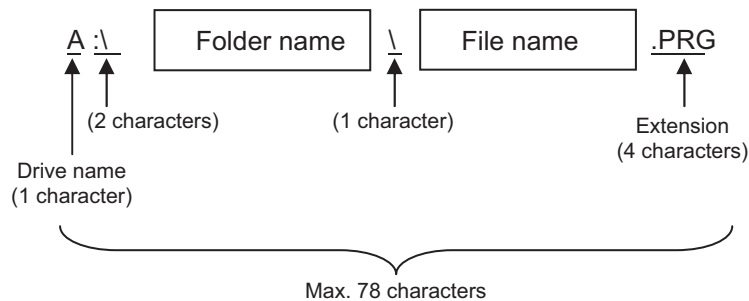 A :\ Folder name \ File name .PRG
(2 characters) (1 character)
Extension
(4 characters)
Drive name
(1 character)
Max. 78 characters